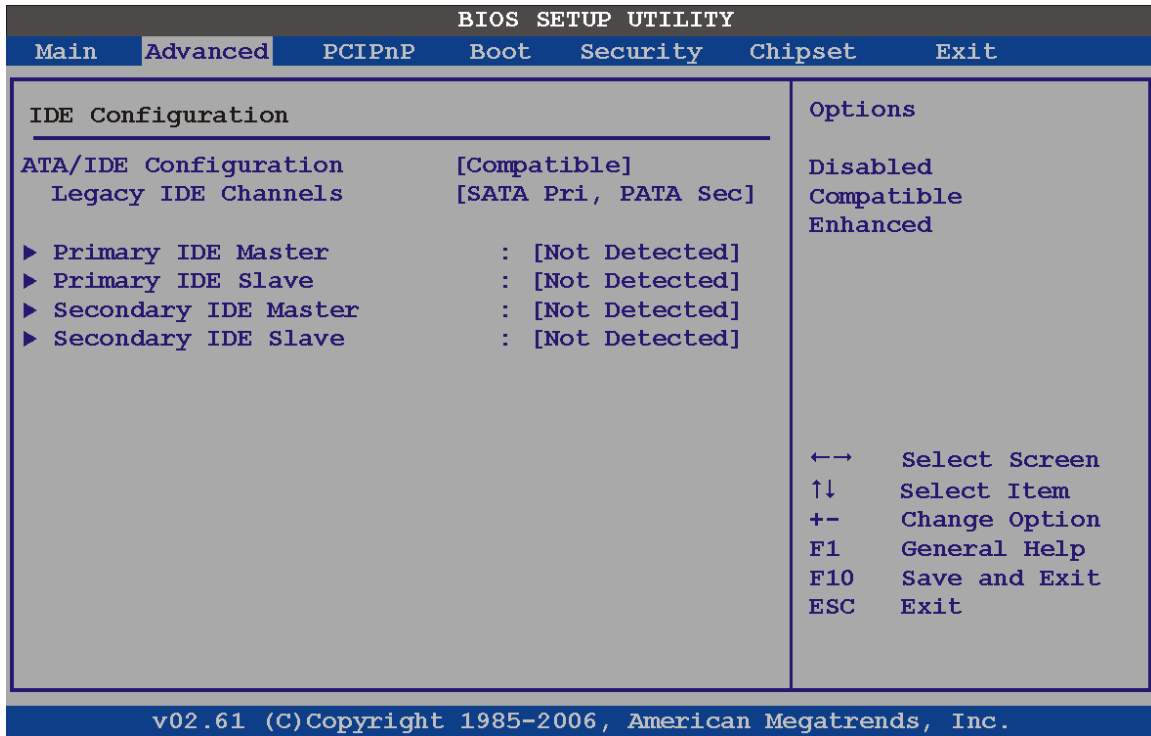 BIOS SETUP UTILITY
Main Advanced PCIPnP Boot Security Chipset Exit
IDE Configuration
ATA/IDE Configuration [Compatible]
Legacy IDE Channels [SATA Pri, PATA Sec]
▶ Primary IDE Master : [Not Detected]
▶ Primary IDE Slave : [Not Detected]
▶ Secondary IDE Master : [Not Detected]
▶ Secondary IDE Slave : [Not Detected]
Options
Disabled
Compatible
Enhanced
←→ Select Screen
↑↓ Select Item
+- Change Option
F1 General Help
F10 Save and Exit
ESC Exit
v02.61 (C)Copyright 1985-2006, American Megatrends, Inc.